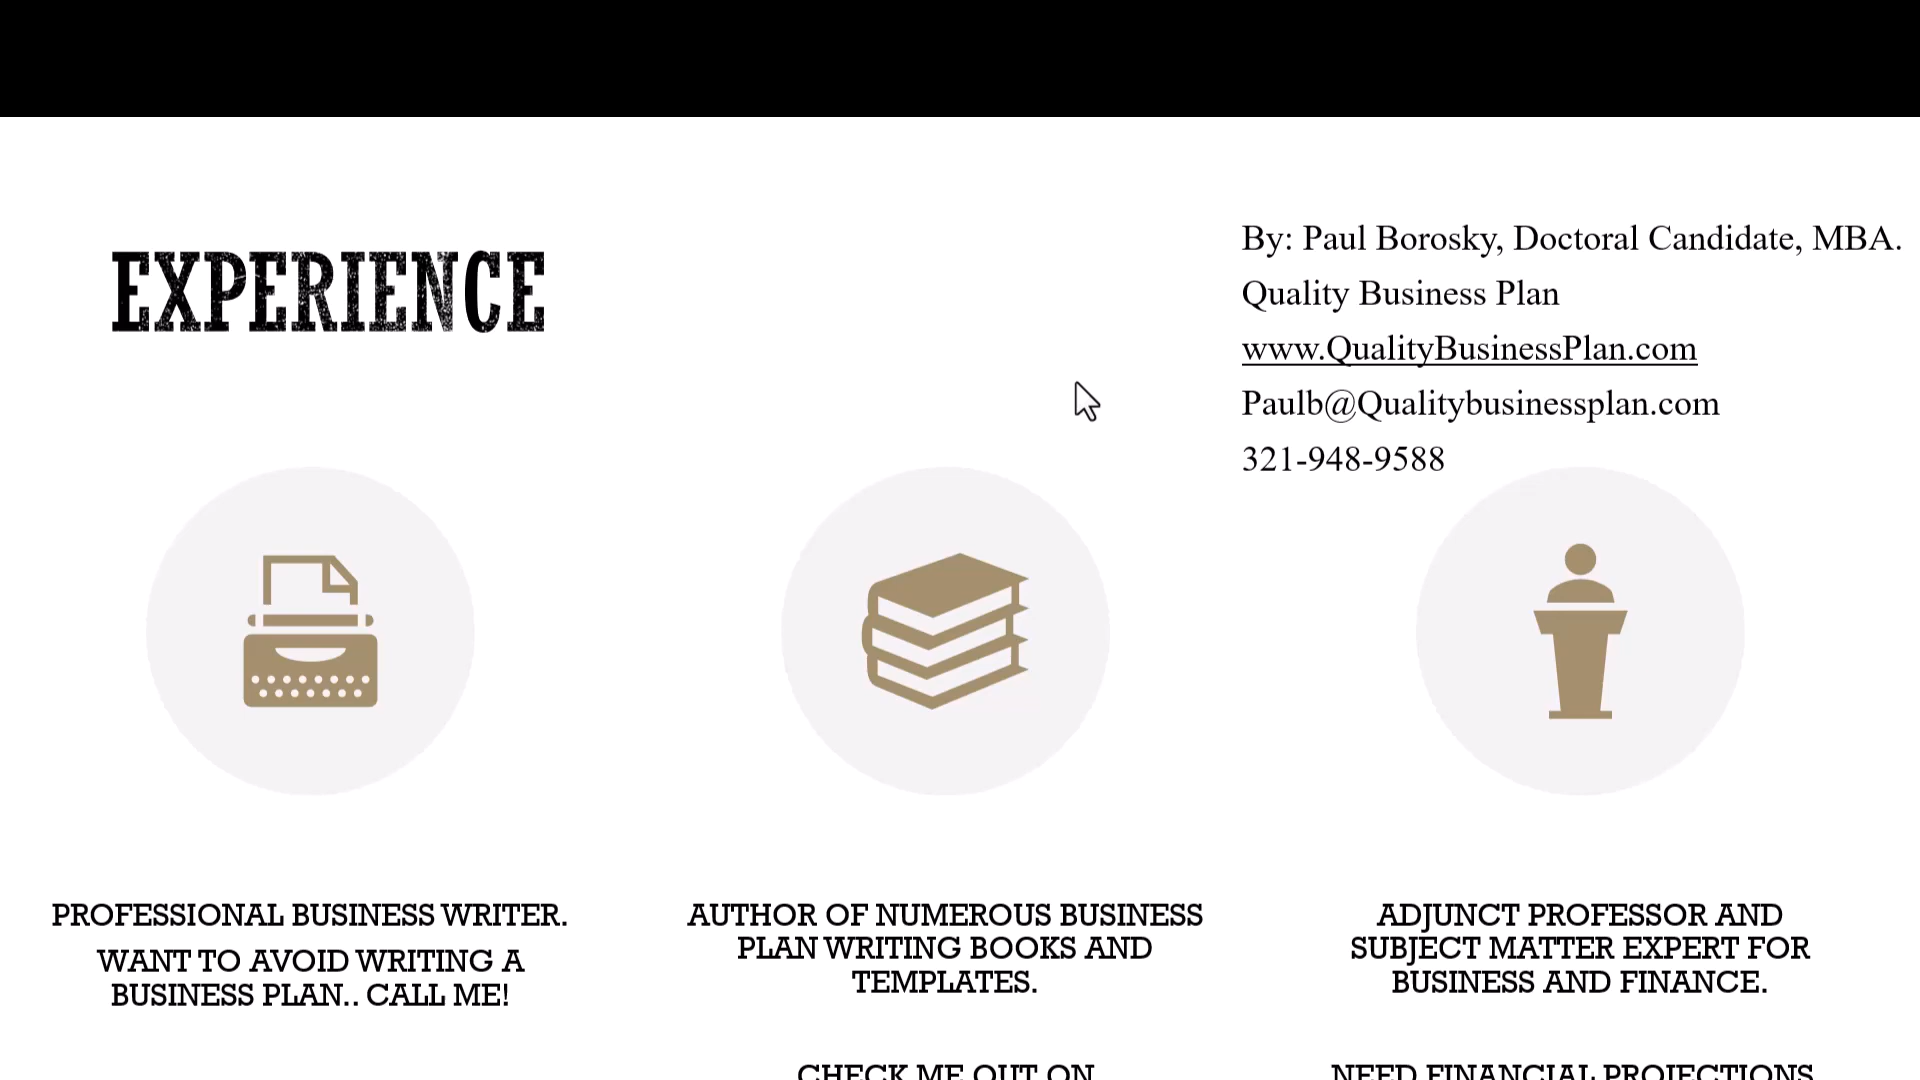 EXPERIENCE
By: Paul Borosky, Doctoral Candidate, MBA.
Quality Business Plan
www.QualityBusinessPlan.com
Paulb@Qualitybusinessplan.com
321-948-9588
PROFESSIONAL BUSINESS WRITER.
WANT TO AVOID WRITING A
BUSINESS PLAN.. CALL ME!
AUTHOR OF NUMEROUS BUSINESS
PLAN WRITING BOOKS AND
TEMPLATES.
CHECK ME OUT ON
ADJUNCT PROFESSOR AND
SUBJECT MATTER EXPERT FOR
BUSINESS AND FINANCE.
NEED FINANCIAL PROJECTIONS